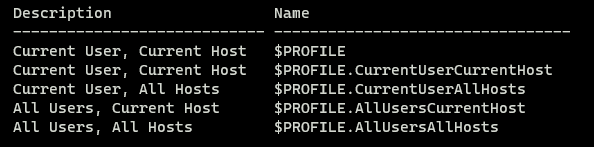 Description                  Name
---------------------------- ---------------------------------
Current User, Current Host   $PROFILE
Current User, Current Host   $PROFILE.CurrentUserCurrentHost
Current User, All Hosts      $PROFILE.CurrentUserAllHosts
All Users, Current Host      $PROFILE.AllUsersCurrentHost
All Users, All Hosts         $PROFILE.AllUsersAllHosts